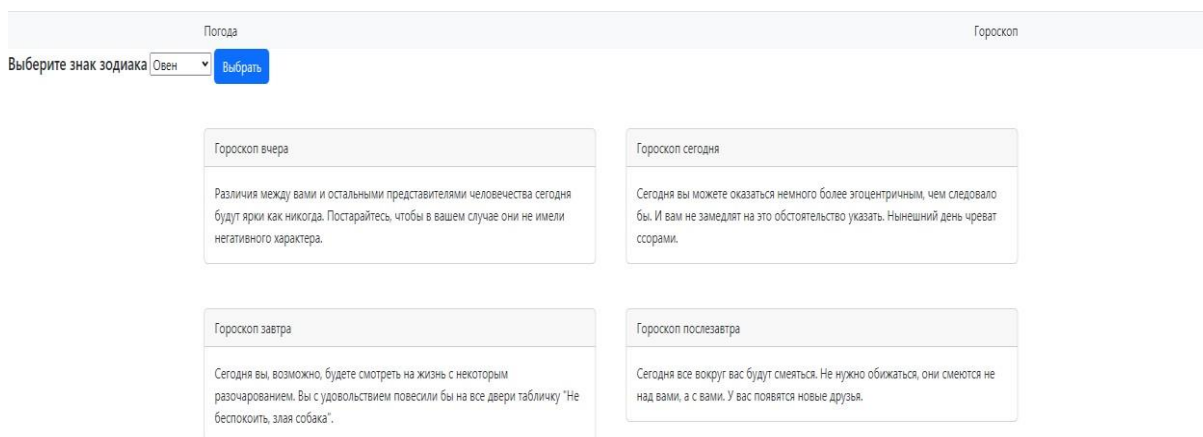 Погода
Гороскоп
Выберите знак зодиака Овен Выбрать
Гороскоп вчера
Различия между вами и остальными представителями человечества сегодня
будут ярки как никогда. Постарайтесь, чтобы в вашем случае они не имели
негативного характера.
Гороскоп сегодня
Сегодня вы можете оказаться немного более эгоцентричным, чем следовало
бы. И вам не замедлят на это обстоятельство указать. Нынешний день чреват
ссорами.
Гороскоп завтра
Сегодня вы, возможно, будете смотреть на жизнь с некоторым
разочарованием. Вы с удовольствием повесили бы на все двери табличку "Не
беспокоить, злая собака".
Гороскоп послезавтра
Сегодня все вокруг вас будут смеяться. Не нужно обижаться, они смеются не
над вами, а с вами. У вас появятся новые друзья.